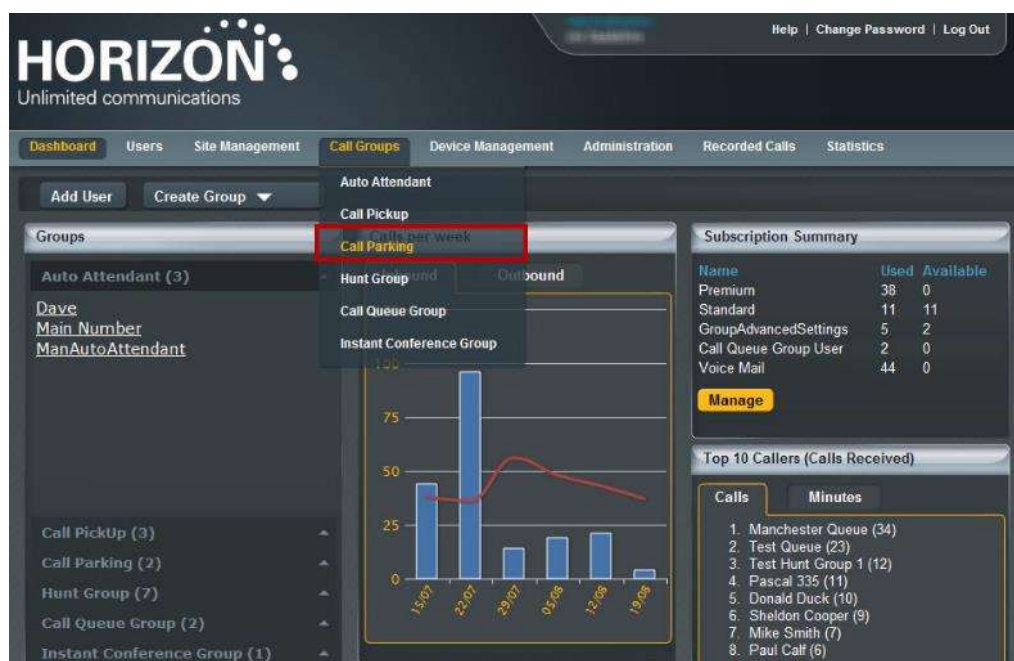 Help | Change Password | Log Out
HORIZON
Unlimited communications
Dashboard Users Site Management Call Groups Device Management Administration Recorded Calls Statistics
Add User Create Group
Auto Attendant
Call Pickup
Call Parking
Hunt Group
Call Queue Group
Instant Conference Group
Groups
Auto Attendant (3)
Dave
Main Number
ManAutoAttendant
Call PickUp (3)
Call Parking (2)
Hunt Group (7)
Call Queue Group (2)
Instant Conference Group (1)
Calls per week
Inbound Outbound
100
75
50
25
0
15/07 22/07 29/07 05/08 12/08 19/08
Subscription Summary
Name Used Available
Premium 38 0
Standard 11 11
GroupAdvancedSettings 5 2
Call Queue Group User 2 0
Voice Mail 44 0
Manage
Top 10 Callers (Calls Received)
Calls Minutes
1. Manchester Queue (34)
2. Test Queue (23)
3. Test Hunt Group 1 (12)
4. Pascal 335 (11)
5. Donald Duck (10)
6. Sheldon Cooper (9)
7. Mike Smith (7)
8. Paul Calf (6)